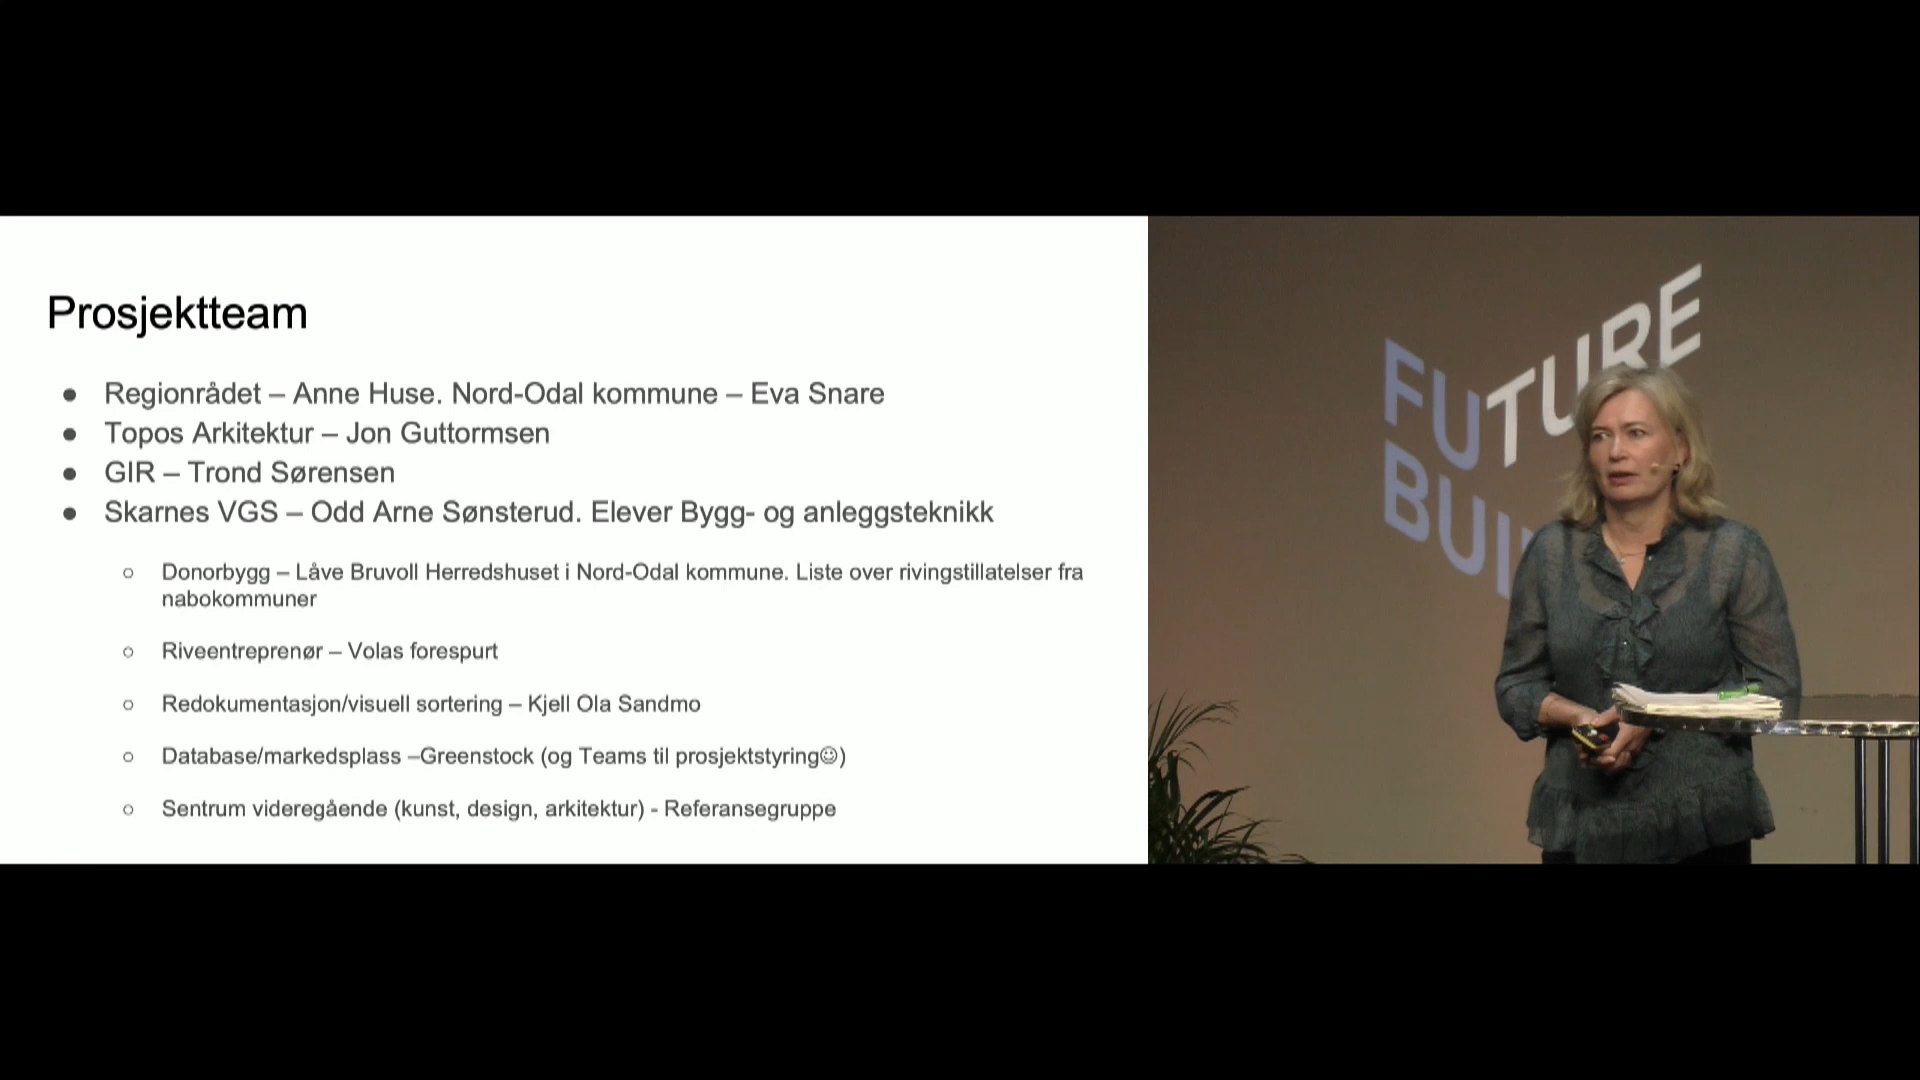 Prosjektteam
● Regionrådet – Anne Huse. Nord-Odal kommune – Eva Snare
● Topos Arkitektur – Jon Guttormsen
● GIR – Trond Sørensen
● Skarnes VGS – Odd Arne Sønsterud. Elever Bygg- og anleggsteknikk
○ Donorbygg – Låve Bruvoll Herredshuset i Nord-Odal kommune. Liste over rivingstillatelser fra
nabokommuner
○ Riveentreprenør – Volas forespurt
○ Redokumentasjon/visuell sortering – Kjell Ola Sandmo
○ Database/markedsplass –Greenstock (og Teams til prosjektstyring☺)
○ Sentrum videregående (kunst, design, arkitektur) - Referansegruppe
FUTURE
BUI